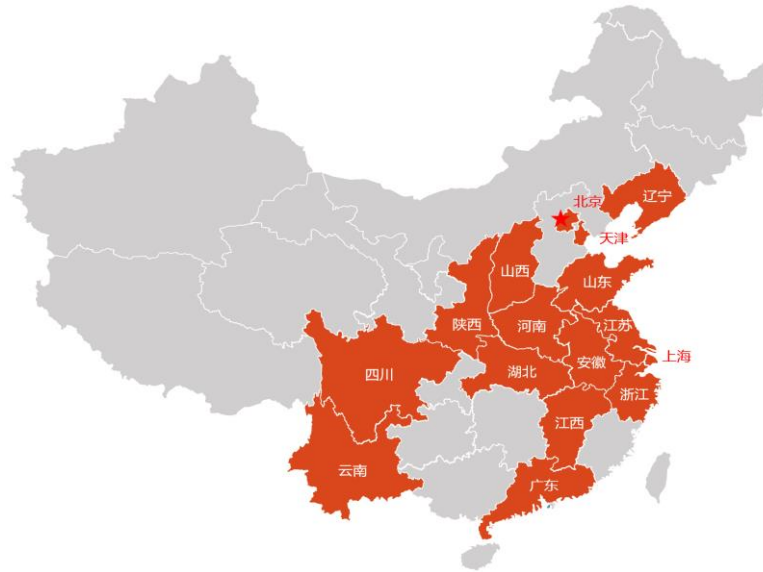 辽宁
北京
天津
山西
山东
陕西
河南
江苏
上海
安徽
湖北
四川
浙江
江西
云南
广东